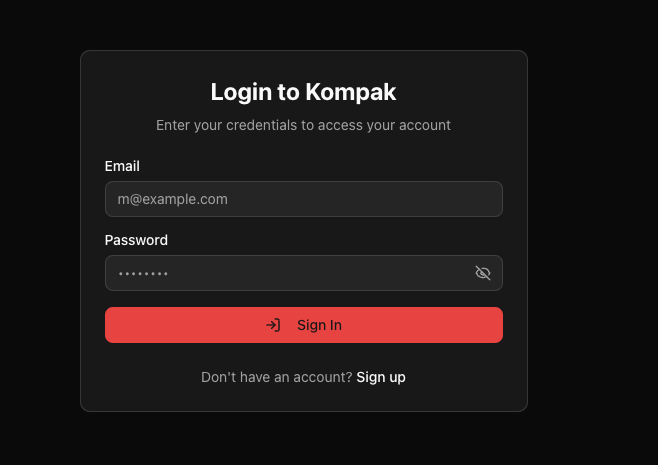 Login to Kompak
Enter your credentials to access your account
Email
m@example.com
Password
••••••••
Sign In
Don't have an account? Sign up